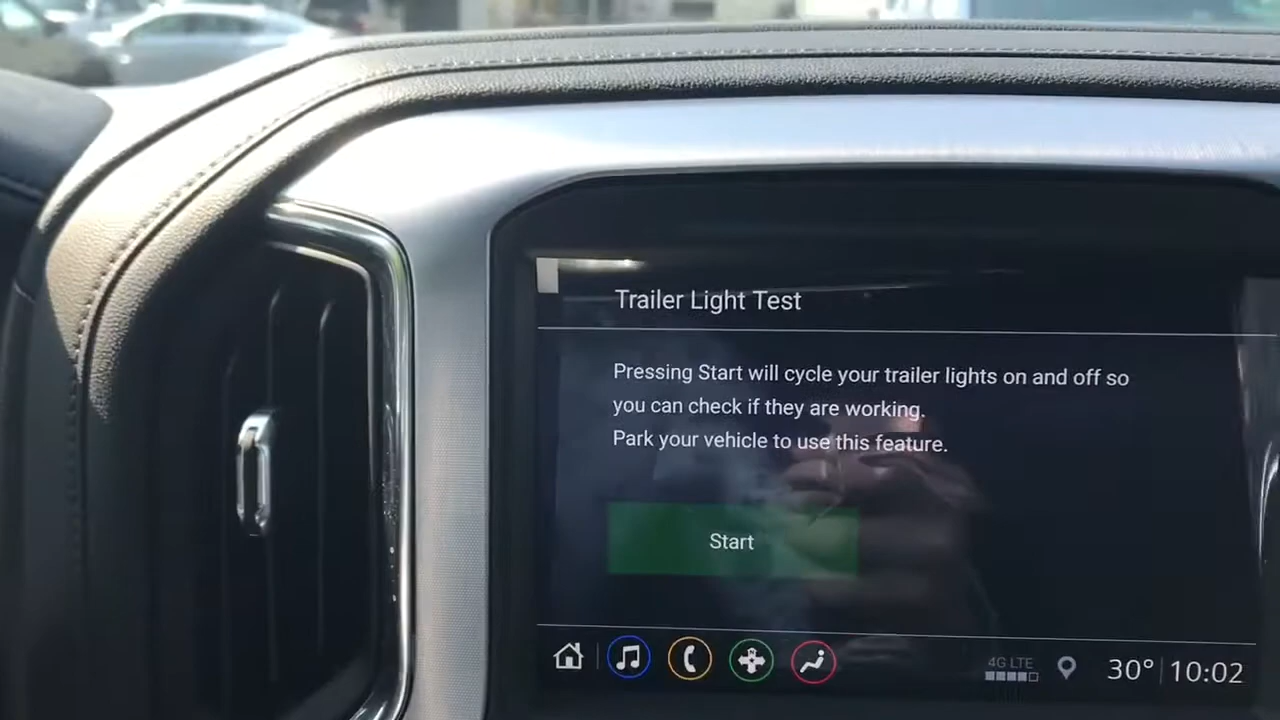 Trailer Light Test
Pressing Start will cycle your trailer lights on and off so
you can check if they are working.
Park your vehicle to use this feature.
Start
4G LTE
30° 10:02